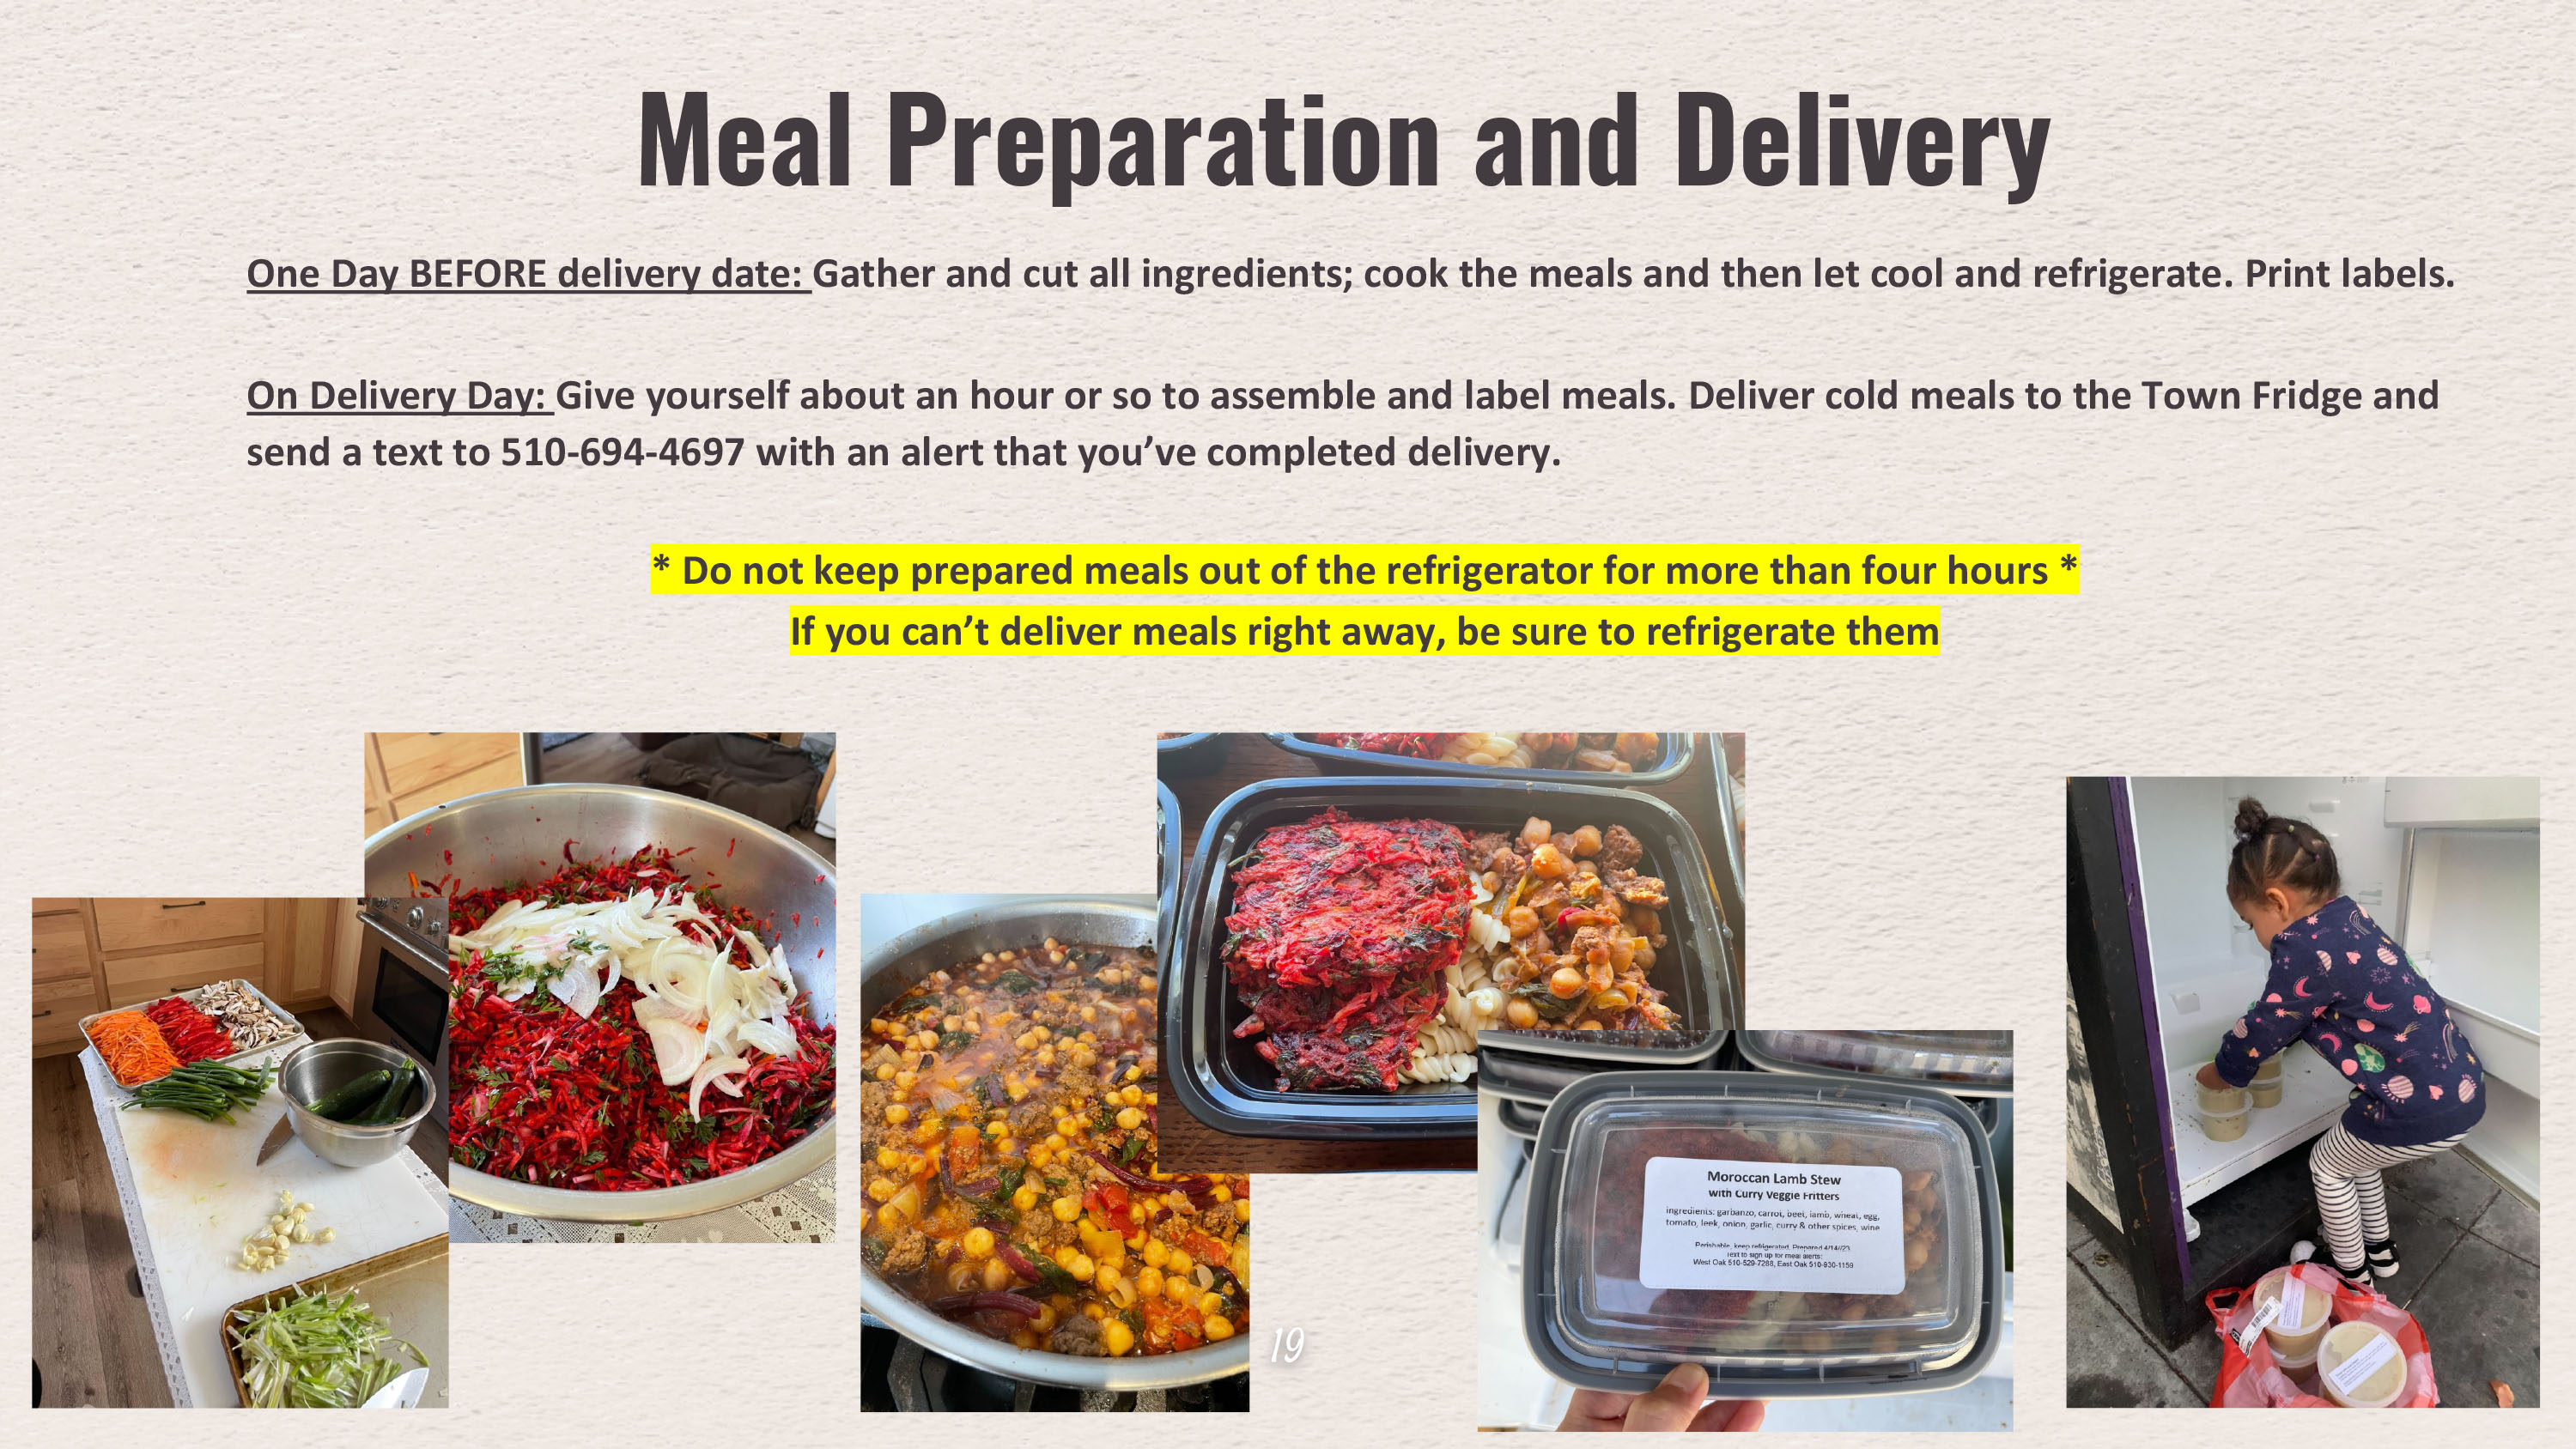 Meal Preparation and Delivery
One Day BEFORE delivery date: Gather and cut all ingredients; cook the meals and then let cool and refrigerate. Print labels.
On Delivery Day: Give yourself about an hour or so to assemble and label meals. Deliver cold meals to the Town Fridge and
send a text to 510-694-4697 with an alert that you’ve completed delivery.
* Do not keep prepared meals out of the refrigerator for more than four hours *
If you can’t deliver meals right away, be sure to refrigerate them
Moroccan Lamb Stew
with Curry Veggie Fritters
ingredients: garbanzo, carrot, beet, lamb, wheat, egg,
tomato, leek, onion, garlic, curry & other spices, wine
Perishable, keep refrigerated. Prepared 4/14/23
Text to sign up for meal alerts:
West Oak 510-529-7288, East Oak 510-930-1159
19